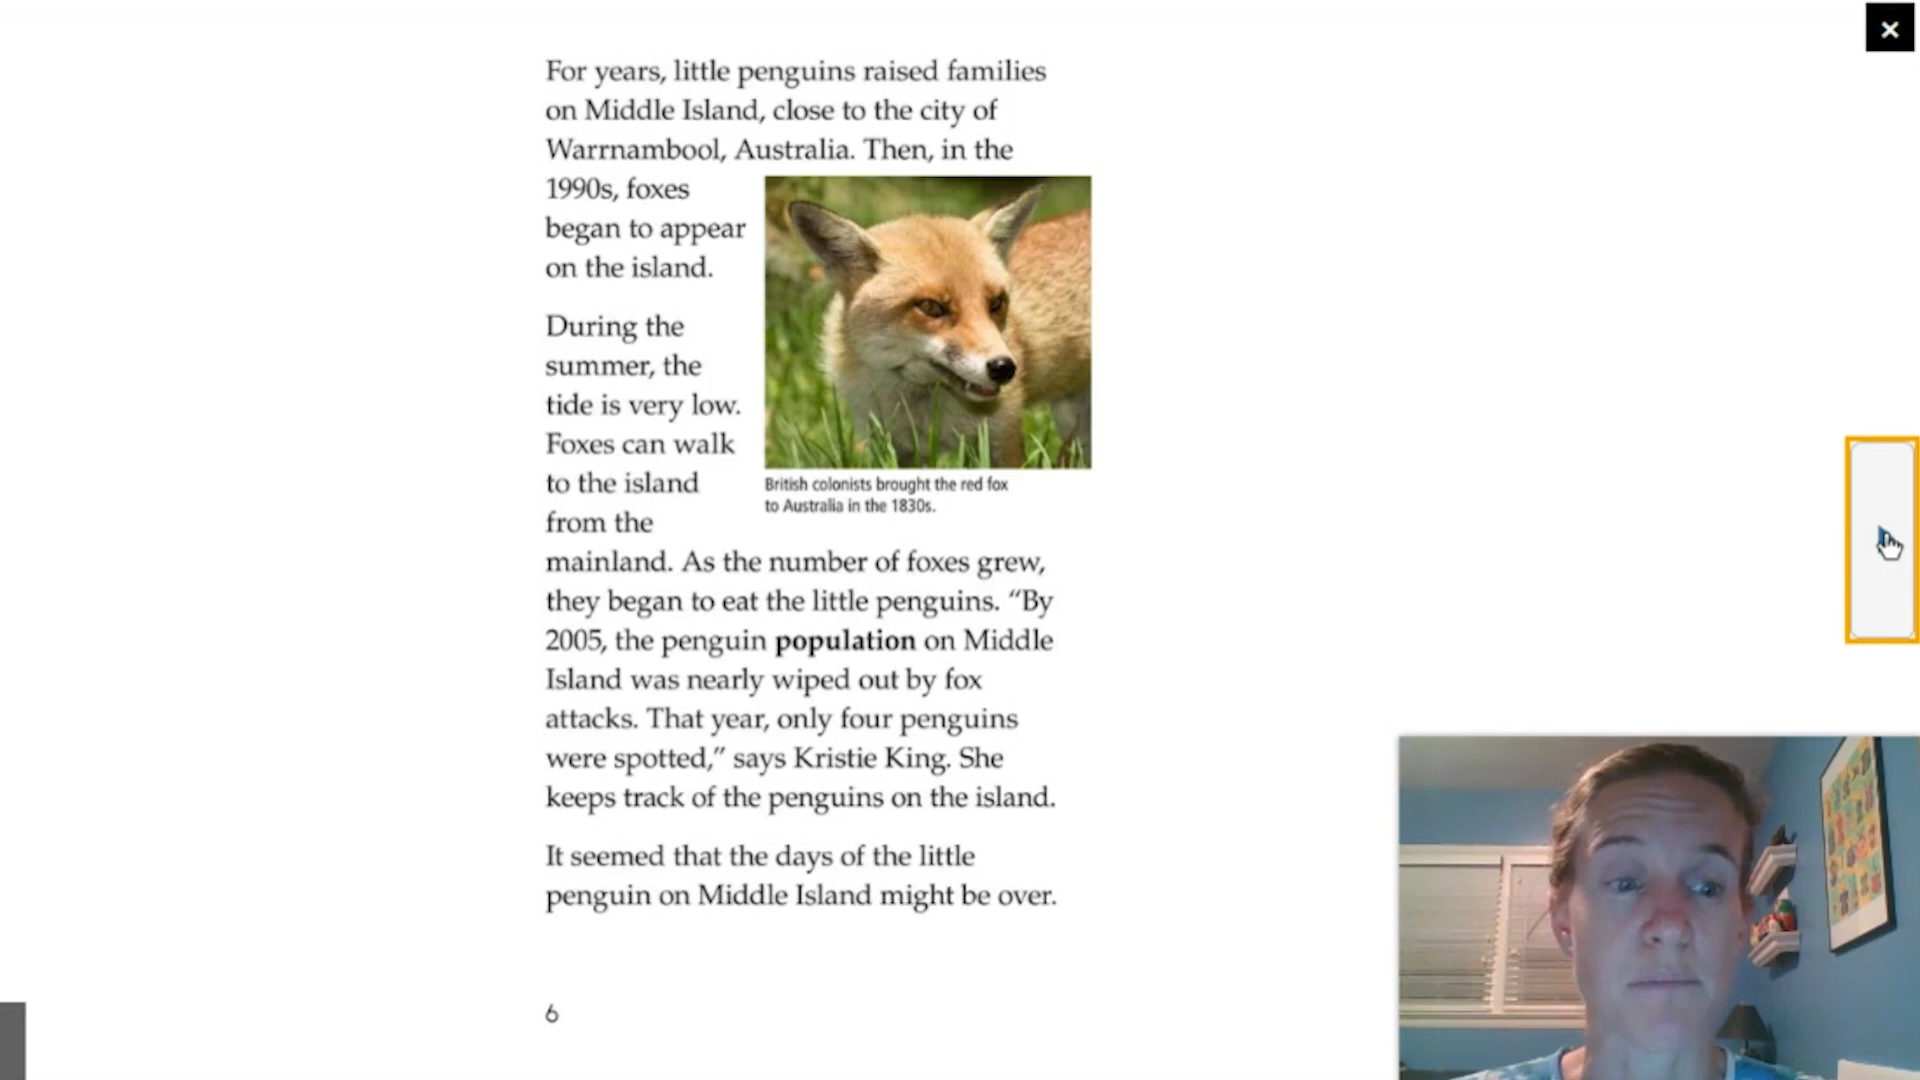 For years, little penguins raised families
on Middle Island, close to the city of
Warrnambool, Australia. Then, in the
1990s, foxes
began to appear
on the island.
During the
summer, the
tide is very low.
Foxes can walk
to the island
from the
British colonists brought the red fox
to Australia in the 1830s.
mainland. As the number of foxes grew,
they began to eat the little penguins. “By
2005, the penguin population on Middle
Island was nearly wiped out by fox
attacks. That year, only four penguins
were spotted,” says Kristie King. She
keeps track of the penguins on the island.
It seemed that the days of the little
penguin on Middle Island might be over.
6